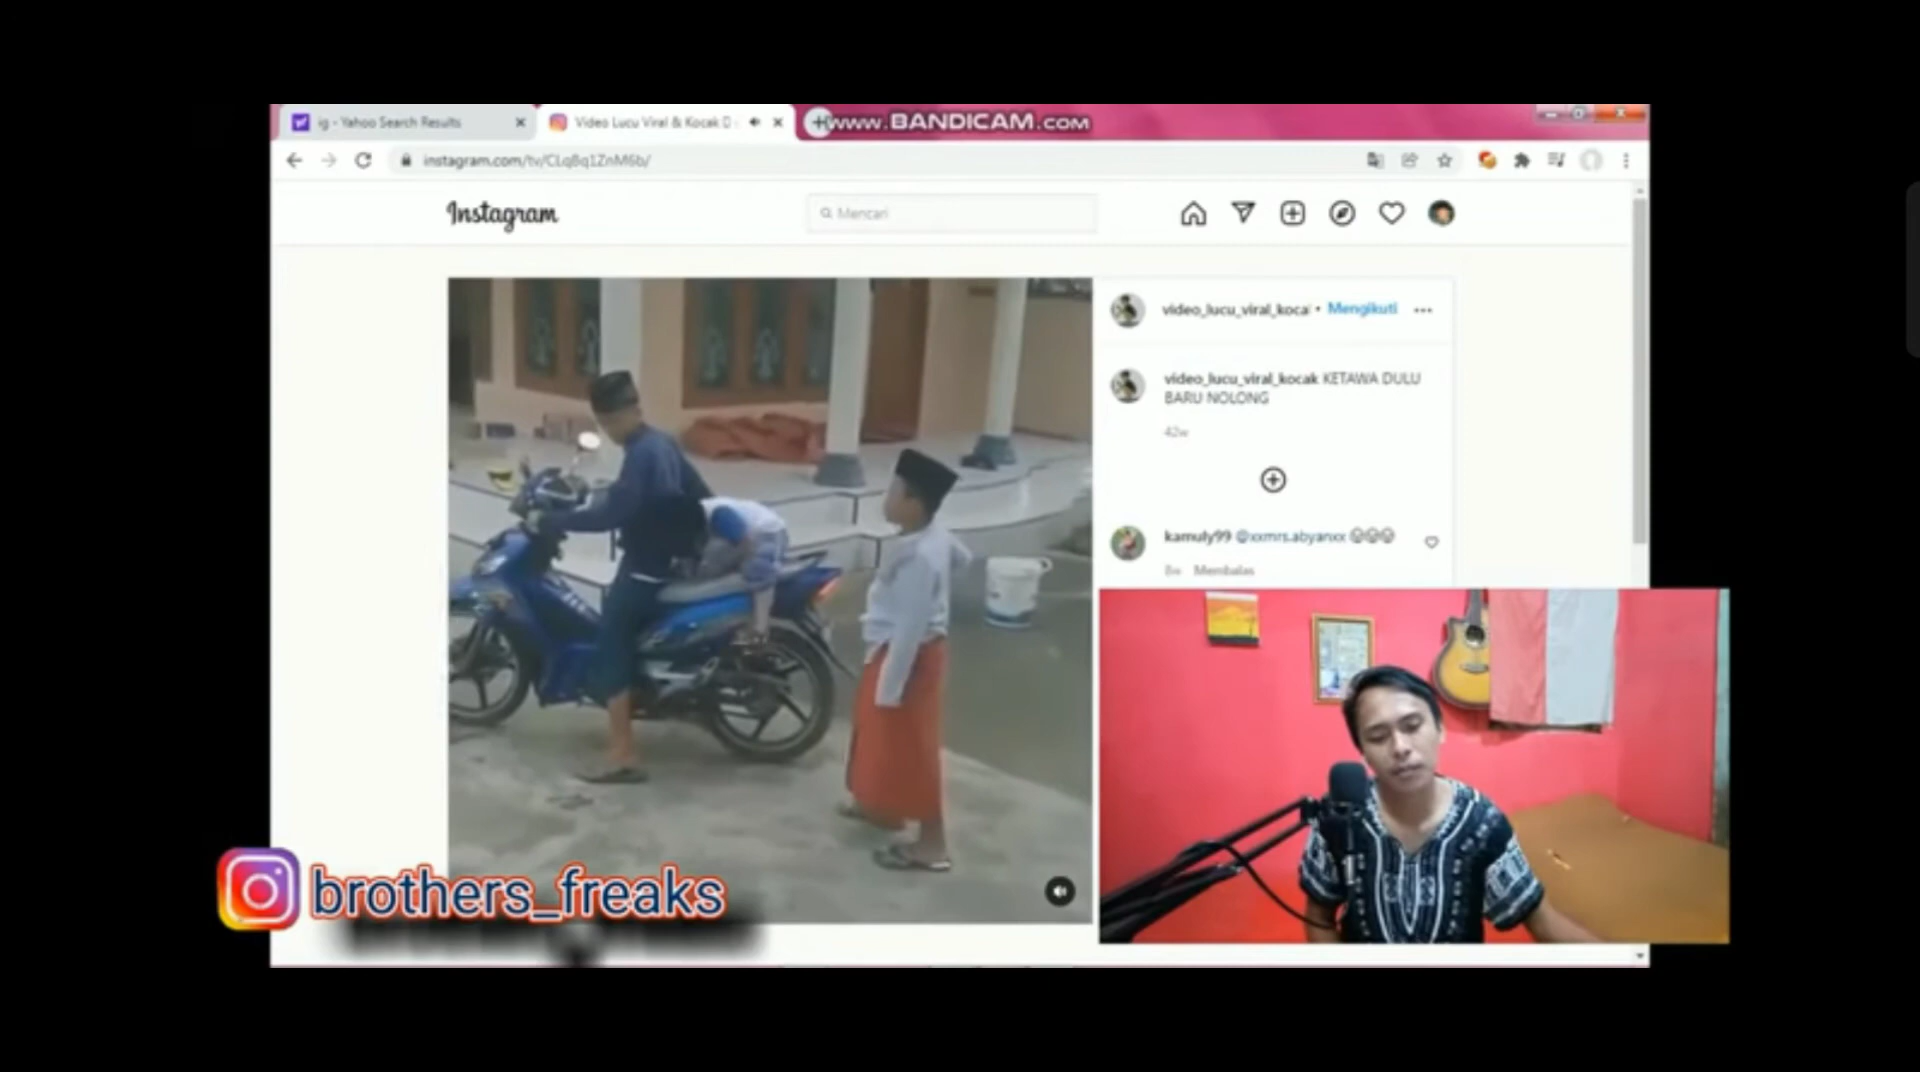 ig - Yahoo Search Results
Video Lucu Viral & Kocak
www.BANDICAM.com
instagram.com/tv/CLq8q1ZnM6b/
Instagram
Mencari
video_lucu_viral_kocal • Mengikuti
video_lucu_viral_kocak KETAWA DULU
BARU NOLONG
42w
kamuly99 @xxmrs.abyanxx
8w Membalas
brothers_freaks